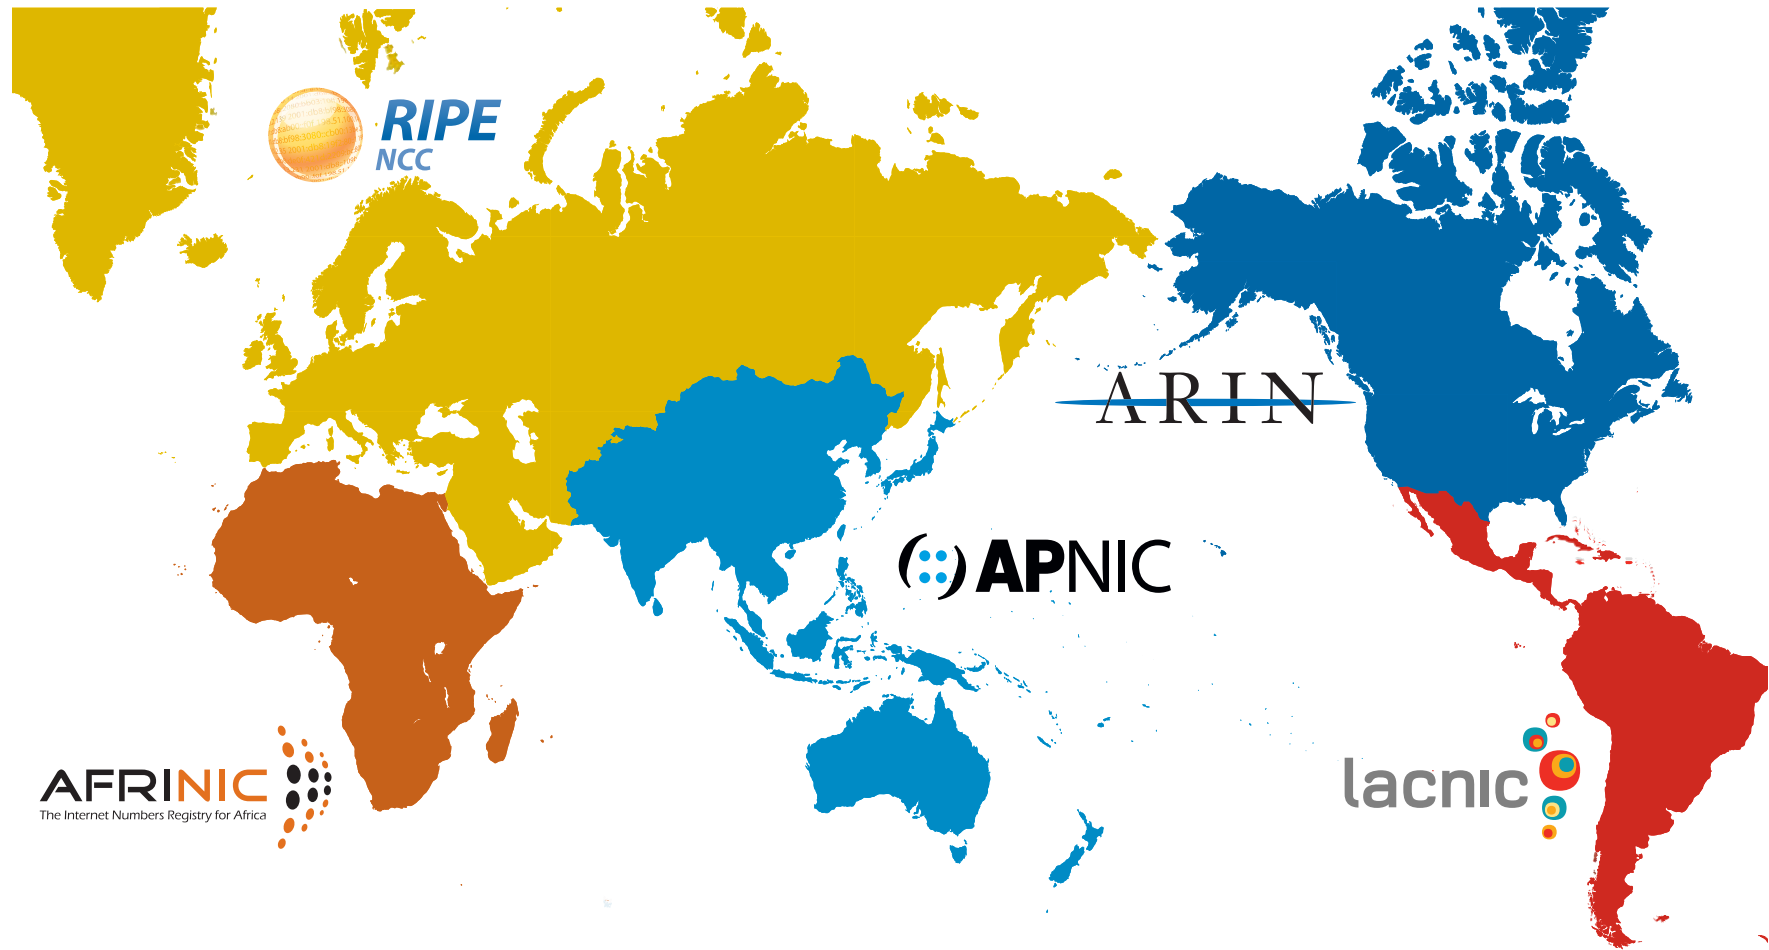 RIPE
NCC
ARIN
APNIC
AFRINIC
The Internet Numbers Registry for Africa
lacnic